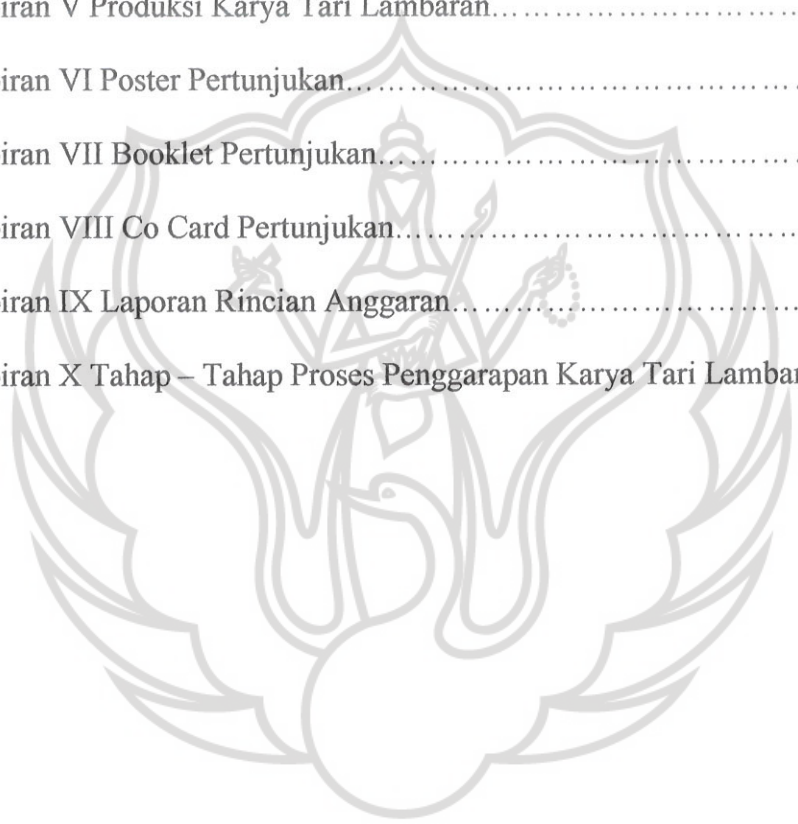 iran V Produksi Karya Tari Lambaran……………………………
iran VI Poster Pertunjukan……………………………………………
iran VII Booklet Pertunjukan…………………………………………
iran VIII Co Card Pertunjukan………………………………………
iran IX Laporan Rincian Anggaran…………………………………
iran X Tahap – Tahap Proses Penggarapan Karya Tari Lambar